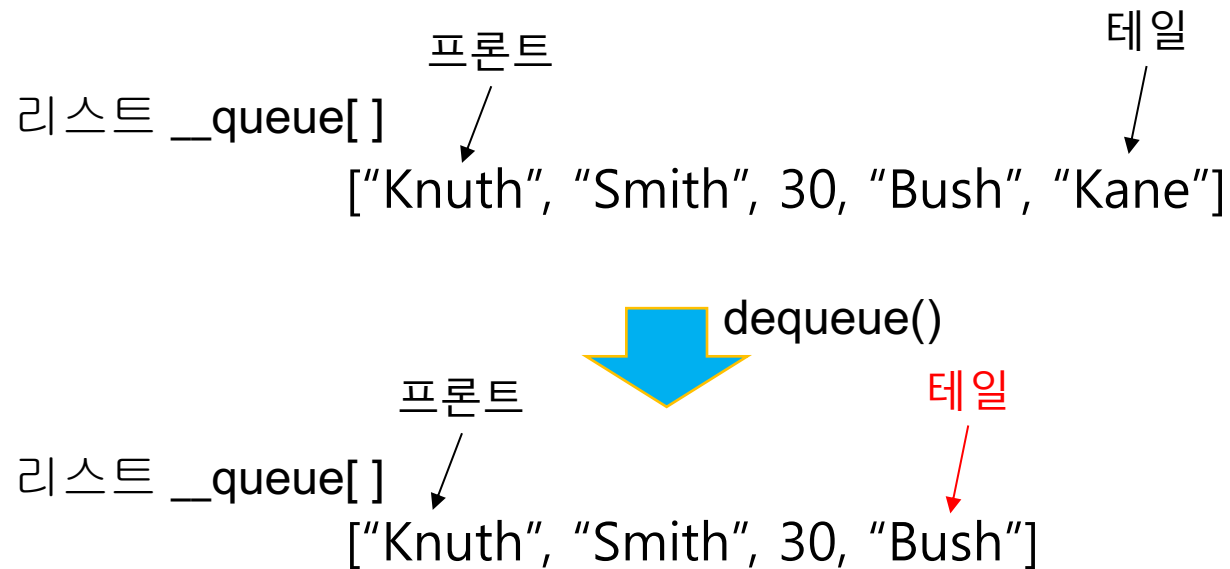 프론트
테일
리스트 __queue[ ]
[“Knuth”, “Smith”, 30, “Bush”, “Kane”]
dequeue()
프론트
테일
리스트 __queue[ ]
[“Knuth”, “Smith”, 30, “Bush”]